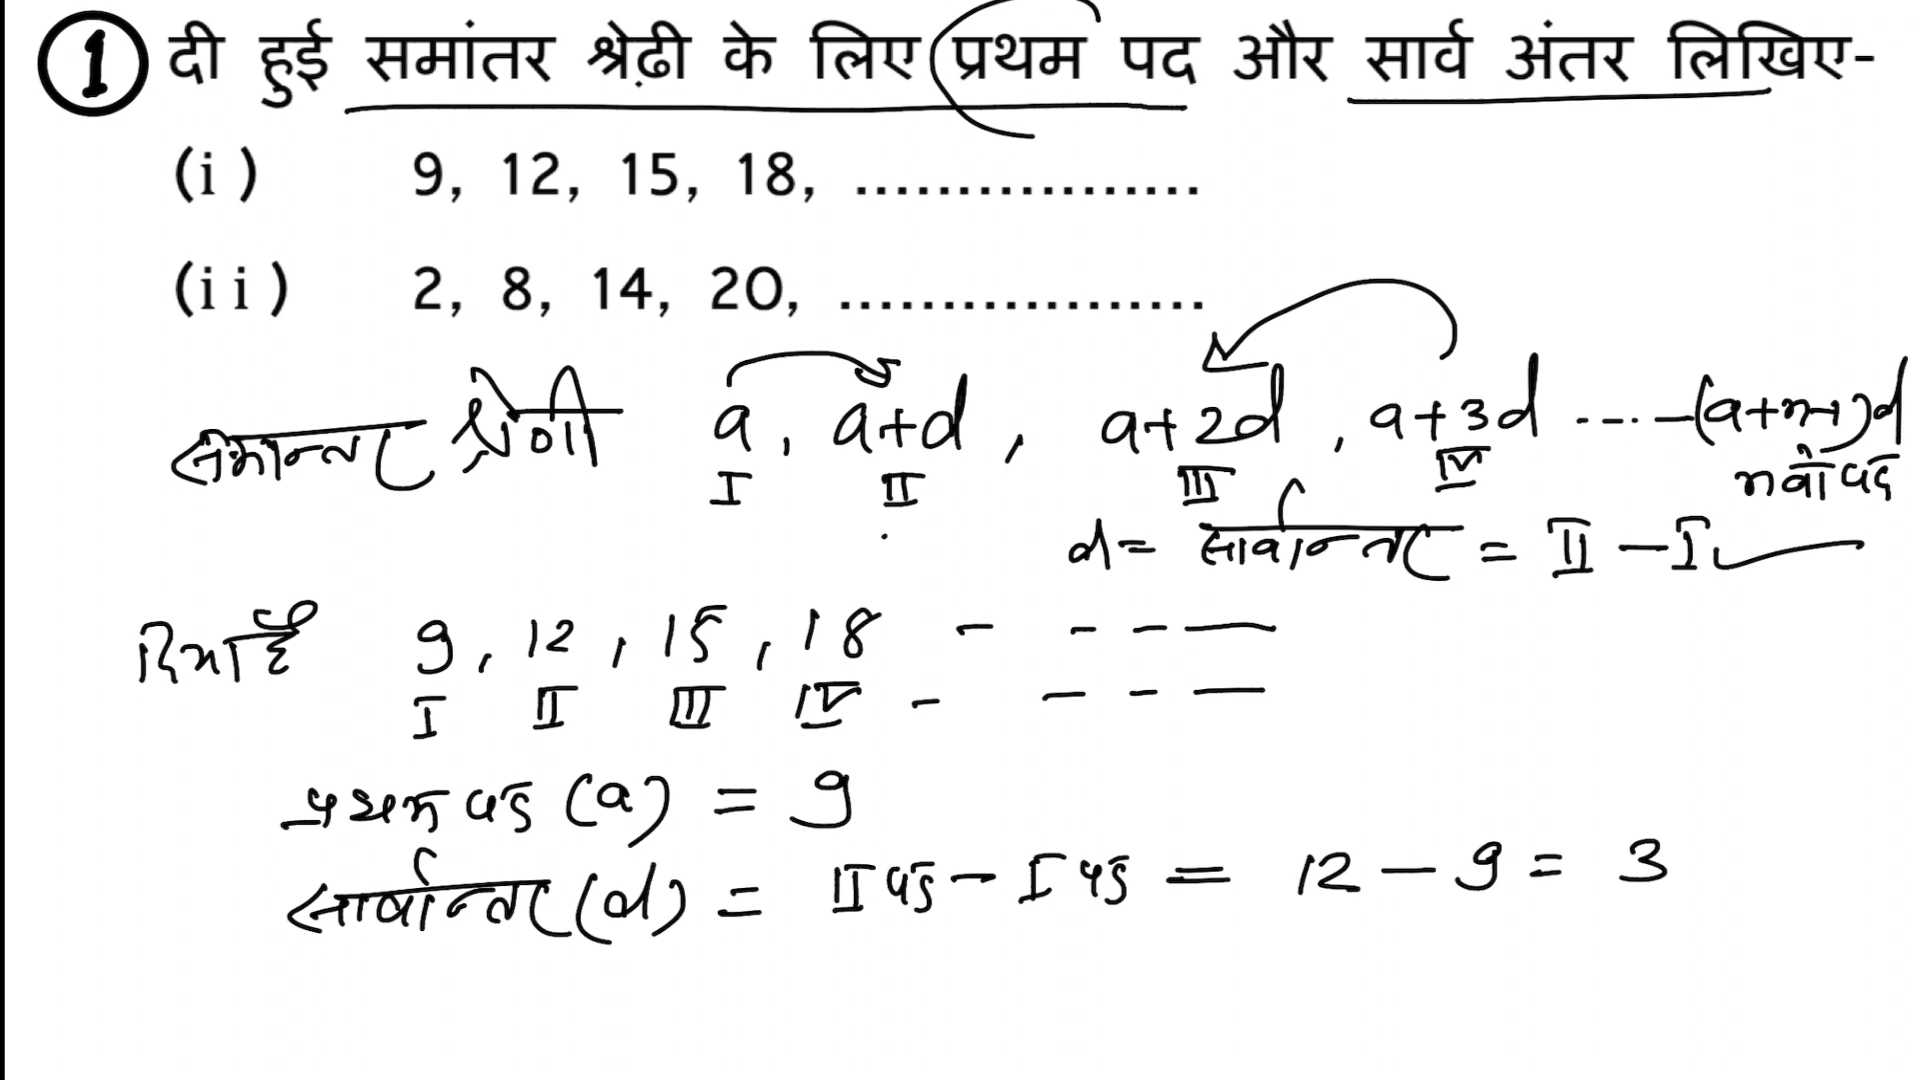 1 दी हुई समांतर श्रेढ़ी के लिए प्रथम पद और सार्व अंतर लिखिए-
(i) 9, 12, 15, 18, .................
(ii) 2, 8, 14, 20, ..................
समान्तर श्रेणी a, a+d, a+2d, a+3d ....-(a+n-1)d
I II III IV nवाँ पद
d = सार्वान्तर = II - I
दिया है 9, 12, 15, 18 - - - -
I II III IV - - - -
प्रथम पद (a) = 9
सार्वान्तर (d) = II पद - I पद = 12 - 9 = 3